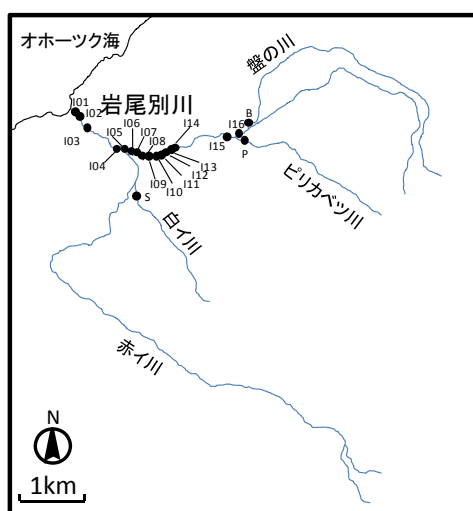 オホーツク海
盤の川
I01
岩尾別川
I02
I03
I04
I05
I06
I07
I08
I14
I15
I16
B
P
I13
I12
I11
I10
I09
ピリカベツ川
S
白イ川
赤イ川
N
1km